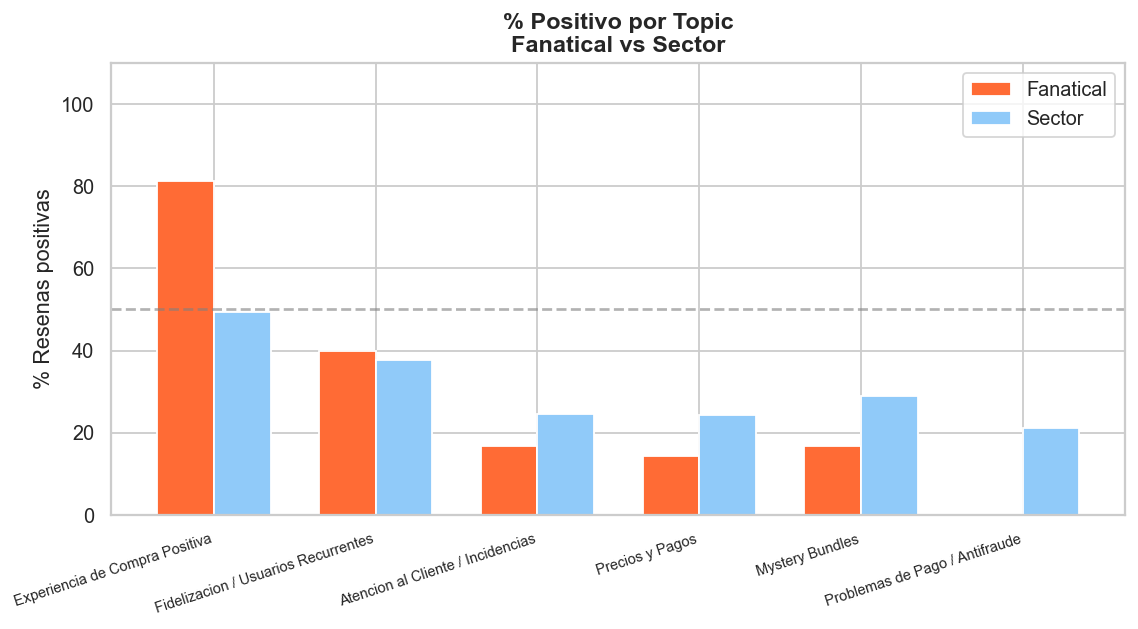 % Positivo por Topic
Fanatical vs Sector
Fanatical
Sector
% Resenas positivas
100
80
60
40
20
0
Experiencia de Compra Positiva
Fidelizacion / Usuarios Recurrentes
Atencion al Cliente / Incidencias
Precios y Pagos
Mystery Bundles
Problemas de Pago / Antifraude